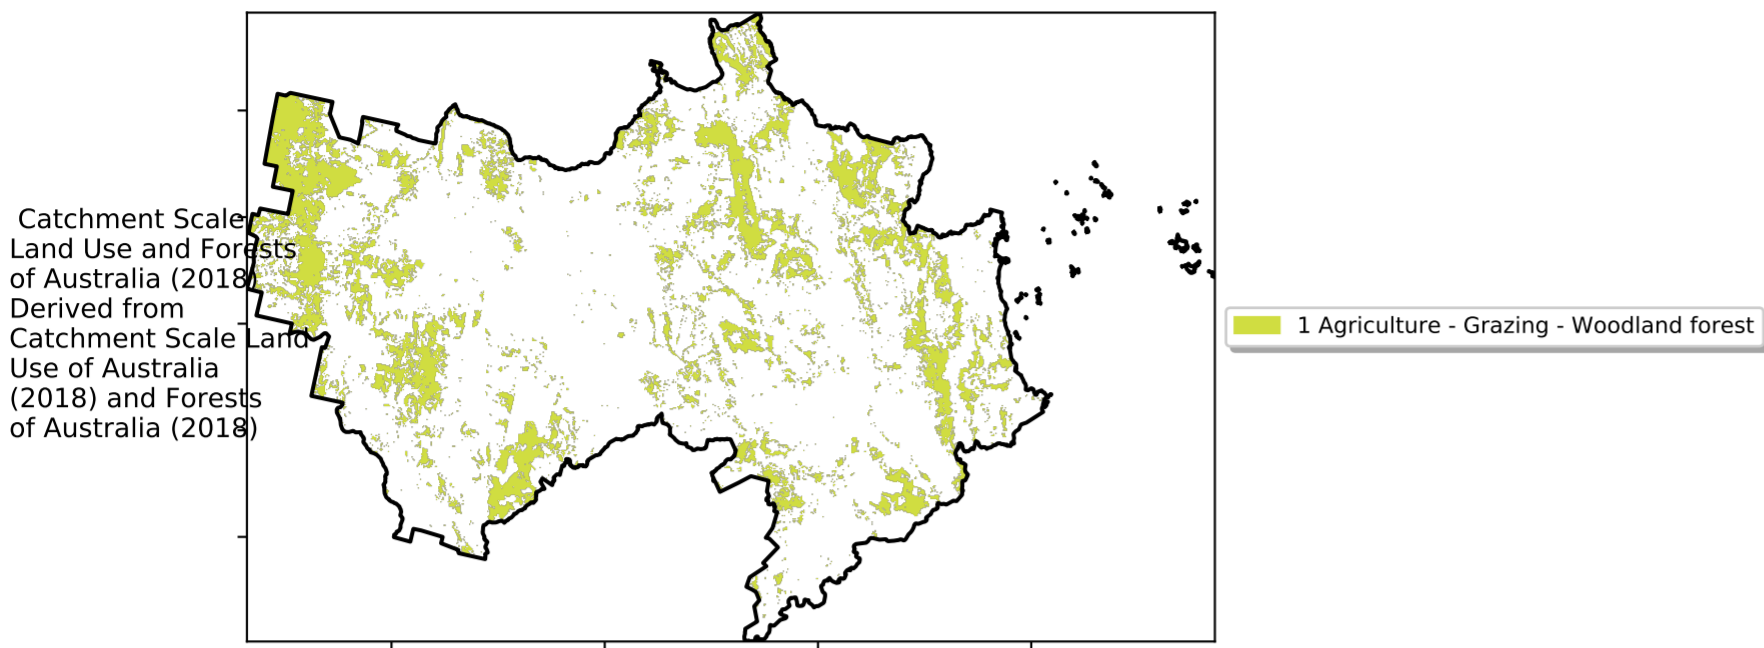 Catchment Scale
Land Use and Forests
of Australia (2018)
Derived from
Catchment Scale Land
Use of Australia
(2018) and Forests
of Australia (2018)
1 Agriculture - Grazing - Woodland forest